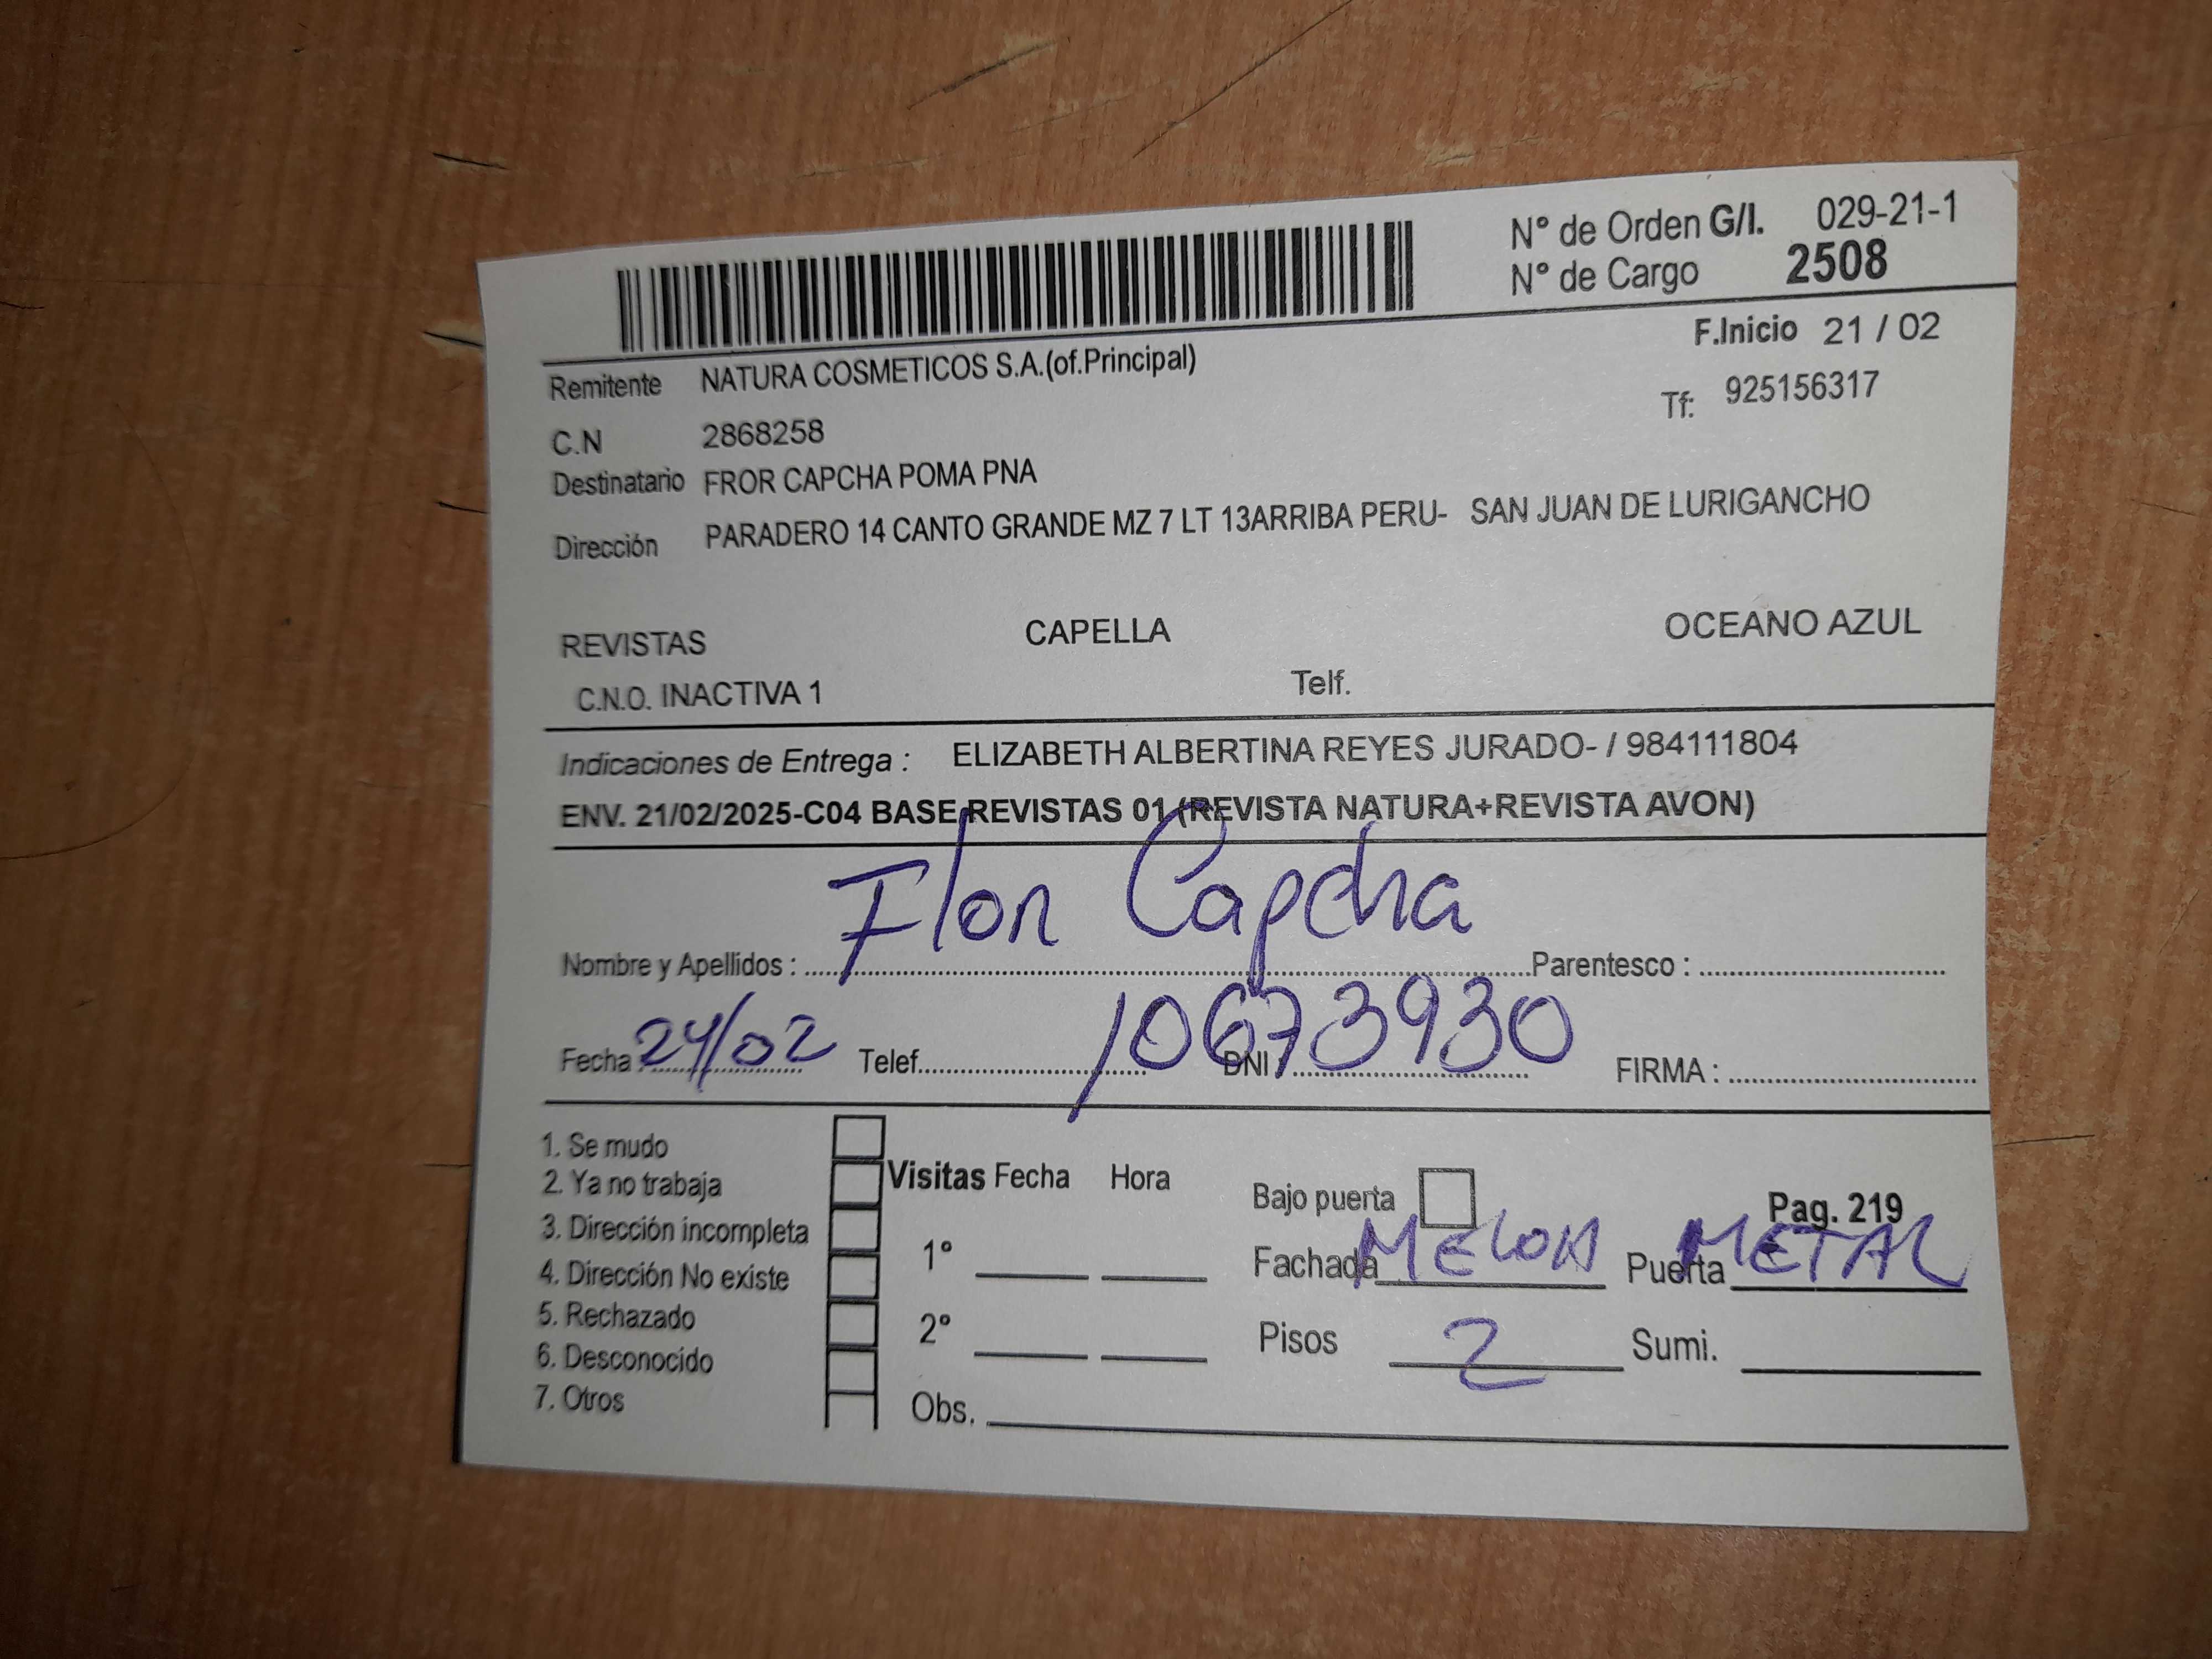 N° de Orden G/I. 029-21-1
N° de Cargo 2508
F.Inicio 21 / 02
Remitente NATURA COSMETICOS S.A.(of.Principal)
Tf: 925156317
C.N 2868258
Destinatario FROR CAPCHA POMA PNA
Dirección PARADERO 14 CANTO GRANDE MZ 7 LT 13ARRIBA PERU- SAN JUAN DE LURIGANCHO
REVISTAS CAPELLA OCEANO AZUL
C.N.O. INACTIVA 1 Telf.
Indicaciones de Entrega : ELIZABETH ALBERTINA REYES JURADO- / 984111804
ENV. 21/02/2025-C04 BASE REVISTAS 01 (REVISTA NATURA+REVISTA AVON)
Nombre y Apellidos : Flor Capcha Parentesco :
Fecha : 24/02 Telef. DNI : 10673930 FIRMA :
1. Se mudo
2. Ya no trabaja Visitas Fecha Hora Bajo puerta Pag. 219
3. Dirección incompleta
4. Dirección No existe 1° Fachada MELON Puerta METAL
5. Rechazado 2° Pisos 2 Sumi.
6. Desconocido
7. Otros Obs.